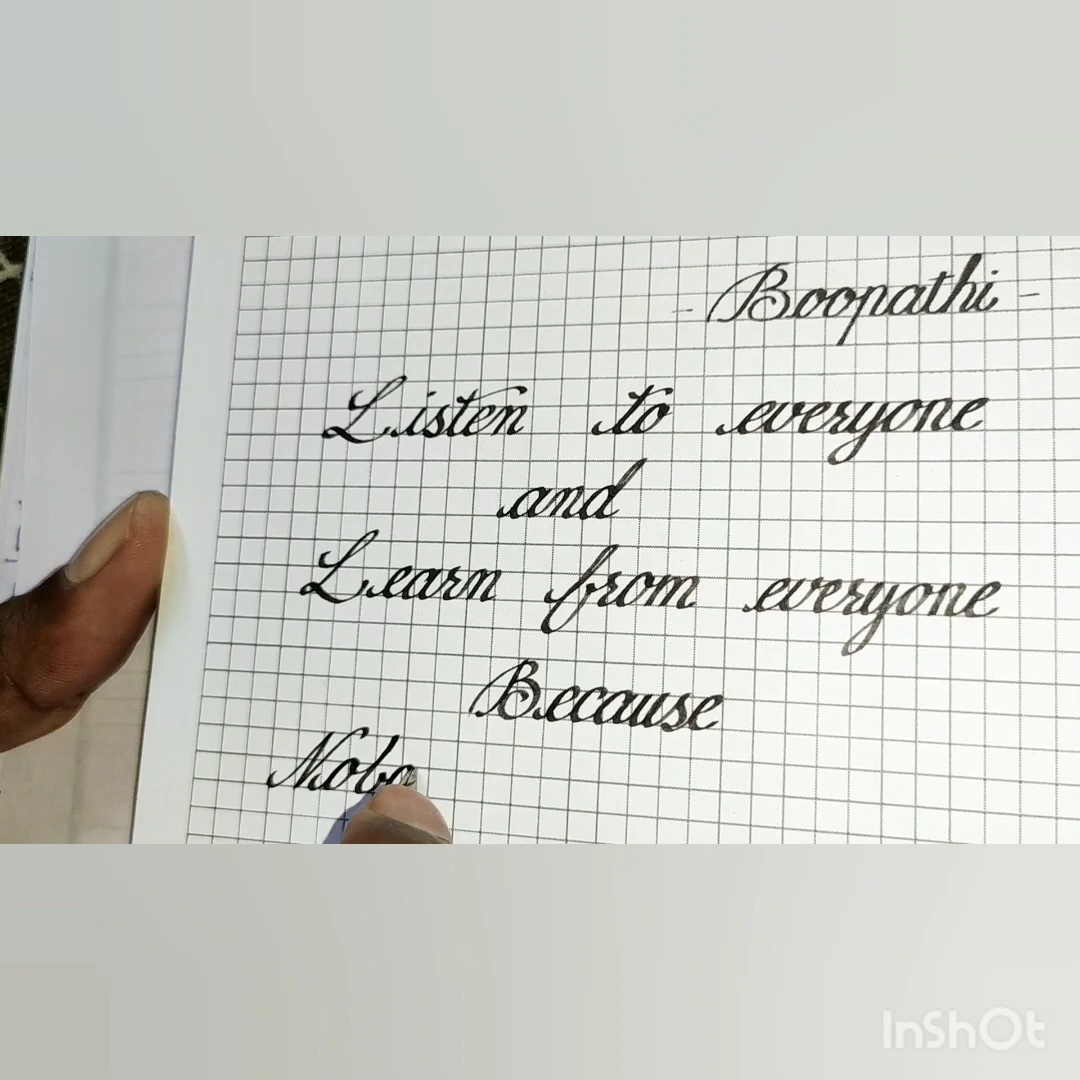 - Boopathi -
Listen to everyone
and
Learn from everyone
Because
Nobo
InShOt